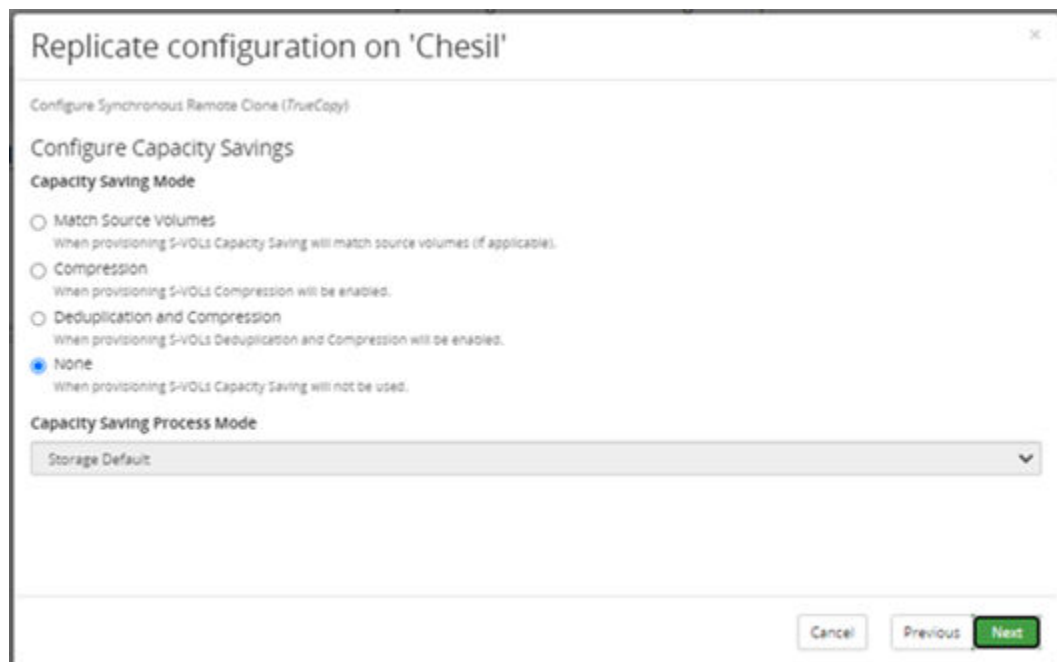 Replicate configuration on 'Chesil'
×
Configure Synchronous Remote Clone (TrueCopy)
Configure Capacity Savings
Capacity Saving Mode
Match Source Volumes
When provisioning S-VOLs Capacity Saving will match source volumes (if applicable).
Compression
When provisioning S-VOLs Compression will be enabled.
Deduplication and Compression
When provisioning S-VOLs Deduplication and Compression will be enabled.
None
When provisioning S-VOLs Capacity Saving will not be used.
Capacity Saving Process Mode
Storage Default
Cancel Previous Next